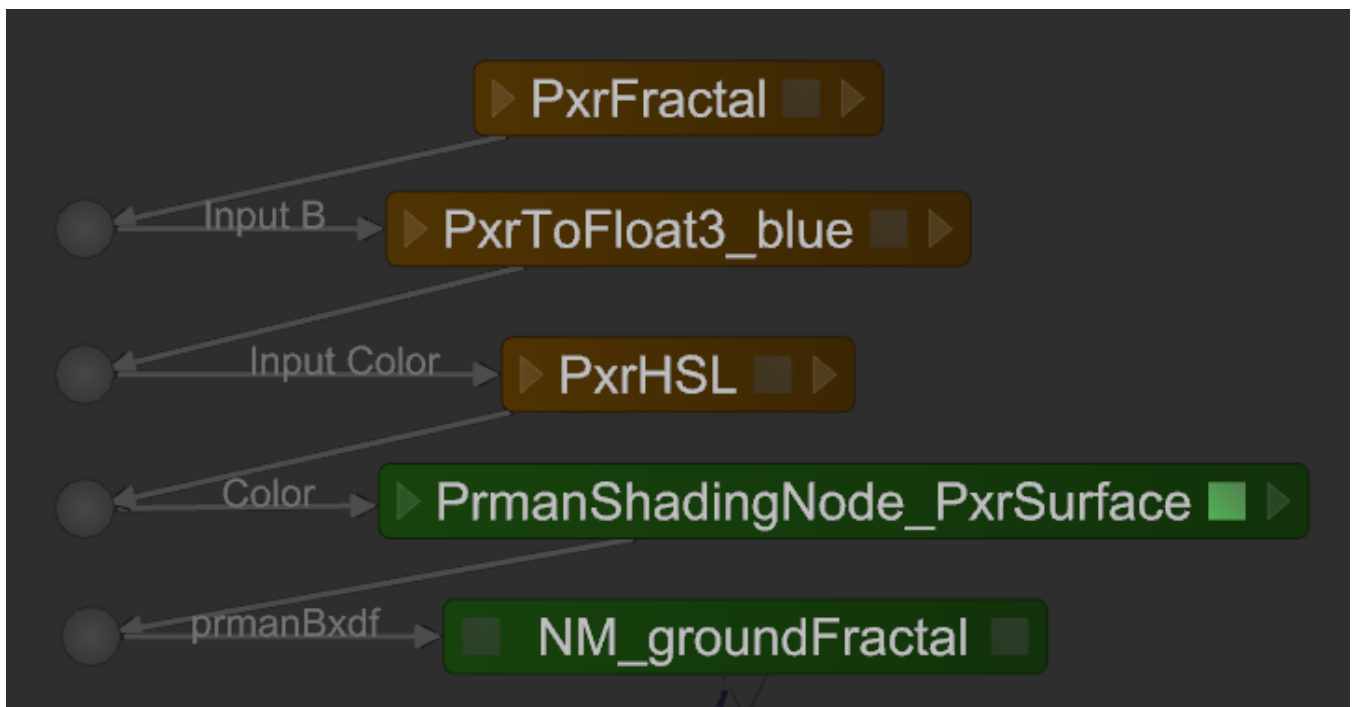 PxrFractal
Input B
PxrToFloat3_blue
Input Color
PxrHSL
Color
PrmanShadingNode_PxrSurface
prmanBxdf
NM_groundFractal